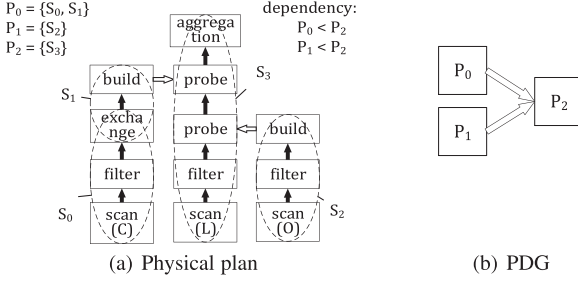 P0 = {S0, S1}
P1 = {S2}
P2 = {S3}
dependency:
P0 < P2
P1 < P2
aggrega
tion
build
probe
S3
S1
excha
nge
probe
build
filter
filter
filter
S0
scan
(C)
scan
(L)
scan
(O)
S2
(a) Physical plan
P0
P1
P2
(b) PDG